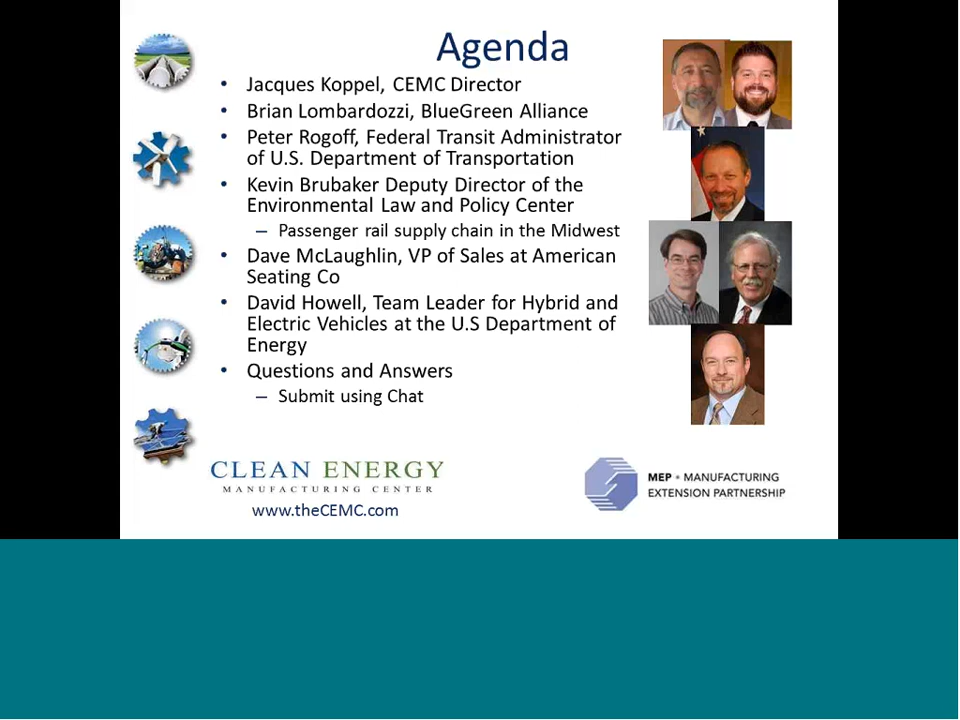 Agenda
• Jacques Koppel, CEMC Director
• Brian Lombardozzi, BlueGreen Alliance
• Peter Rogoff, Federal Transit Administrator
of U.S. Department of Transportation
• Kevin Brubaker Deputy Director of the
Environmental Law and Policy Center
– Passenger rail supply chain in the Midwest
• Dave McLaughlin, VP of Sales at American
Seating Co
• David Howell, Team Leader for Hybrid and
Electric Vehicles at the U.S Department of
Energy
• Questions and Answers
– Submit using Chat
CLEAN ENERGY
MANUFACTURING CENTER
www.theCEMC.com
MEP • MANUFACTURING
EXTENSION PARTNERSHIP